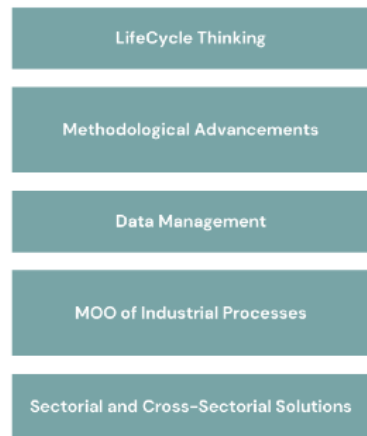 LifeCycle Thinking
Methodological Advancements
Data Management
MOO of Industrial Processes
Sectorial and Cross-Sectorial Solutions